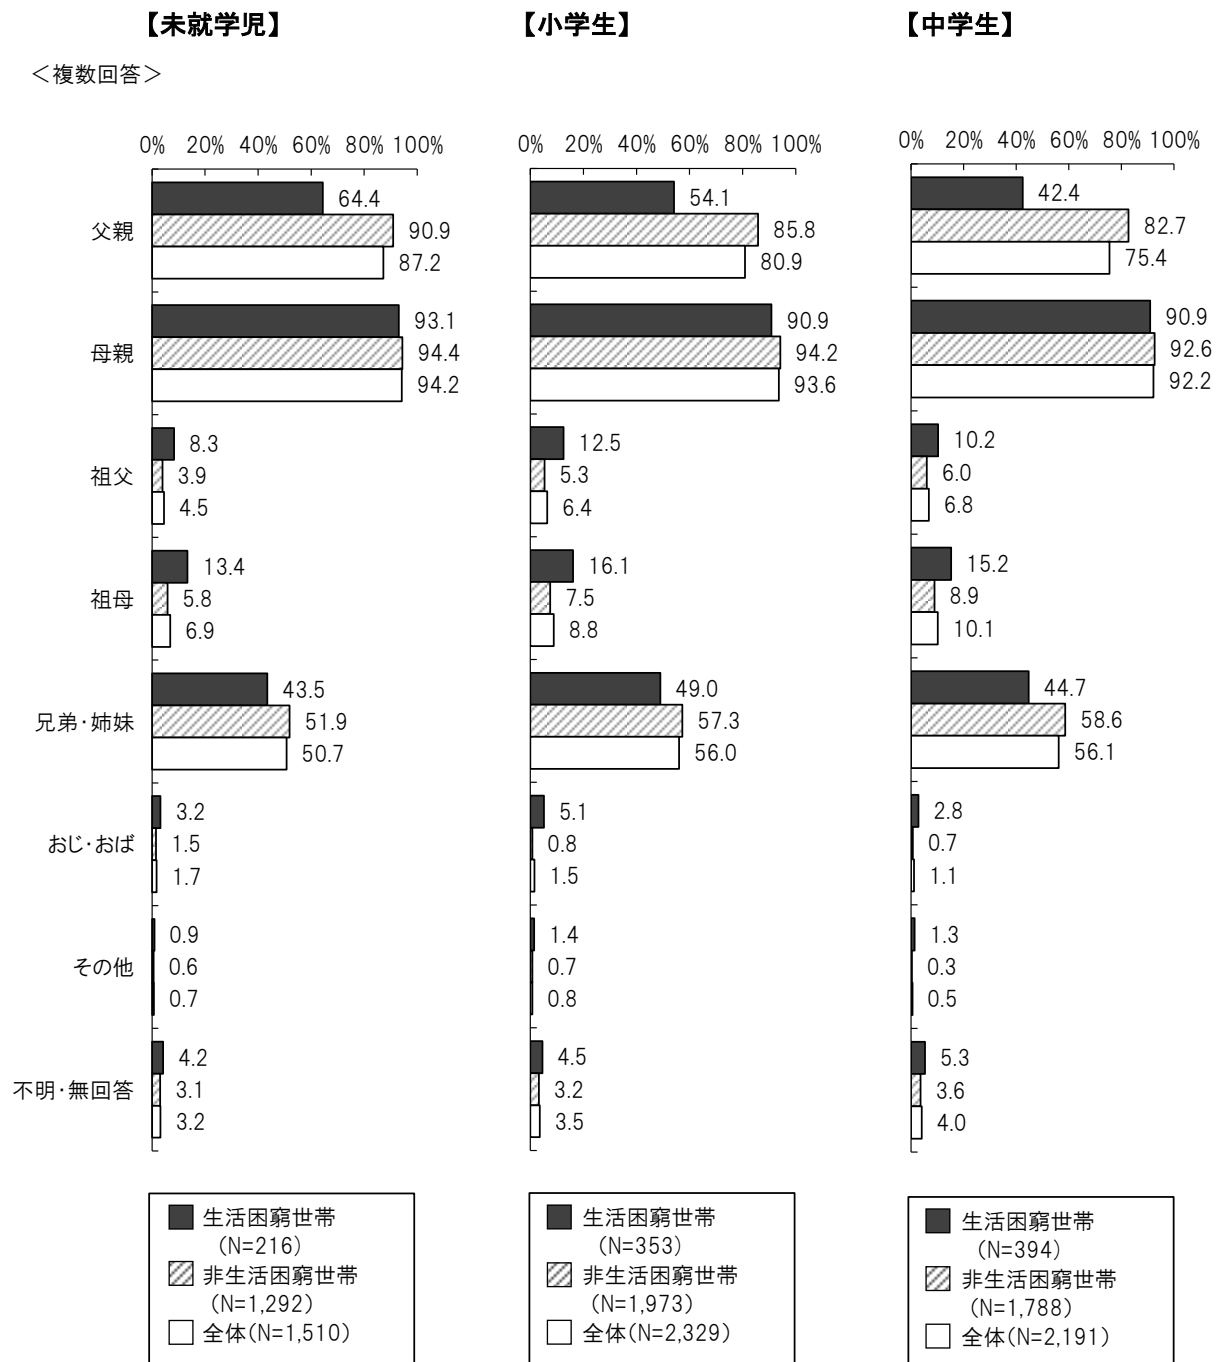 【未就学児】
【小学生】
【中学生】
＜複数回答＞
0% 20% 40% 60% 80% 100%
0% 20% 40% 60% 80% 100%
0% 20% 40% 60% 80% 100%
父親
64.4
90.9
87.2
54.1
85.8
80.9
42.4
82.7
75.4
母親
93.1
94.4
94.2
90.9
94.2
93.6
90.9
92.6
92.2
祖父
8.3
3.9
4.5
12.5
5.3
6.4
10.2
6.0
6.8
祖母
13.4
5.8
6.9
16.1
7.5
8.8
15.2
8.9
10.1
兄弟・姉妹
43.5
51.9
50.7
49.0
57.3
56.0
44.7
58.6
56.1
おじ・おば
3.2
1.5
1.7
5.1
0.8
1.5
2.8
0.7
1.1
その他
0.9
0.6
0.7
1.4
0.7
0.8
1.3
0.3
0.5
不明・無回答
4.2
3.1
3.2
4.5
3.2
3.5
5.3
3.6
4.0
生活困窮世帯
(N=216)
非生活困窮世帯
(N=1,292)
全体(N=1,510)
生活困窮世帯
(N=353)
非生活困窮世帯
(N=1,973)
全体(N=2,329)
生活困窮世帯
(N=394)
非生活困窮世帯
(N=1,788)
全体(N=2,191)